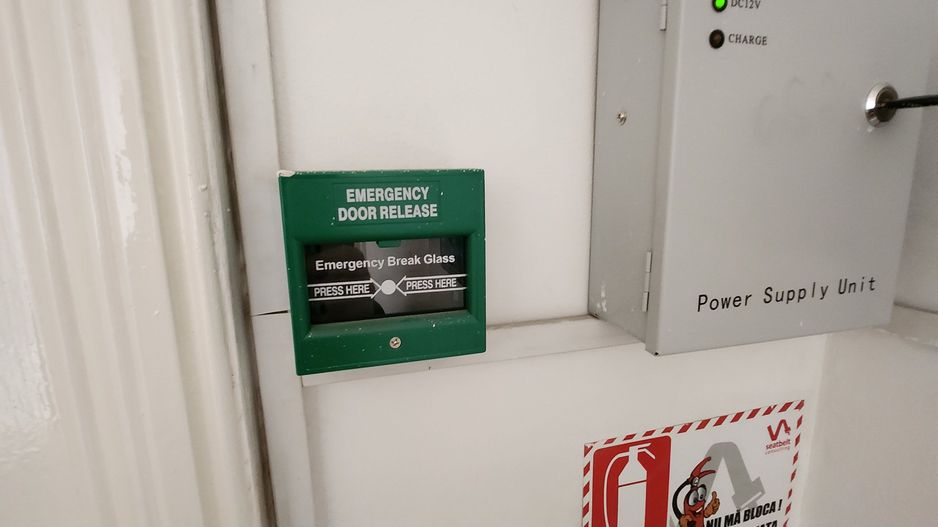 DC12V
CHARGE
EMERGENCY
DOOR RELEASE
Emergency Break Glass
PRESS HERE PRESS HERE
Power Supply Unit
seatbelt
consulting
NU MĂ BLOCA !